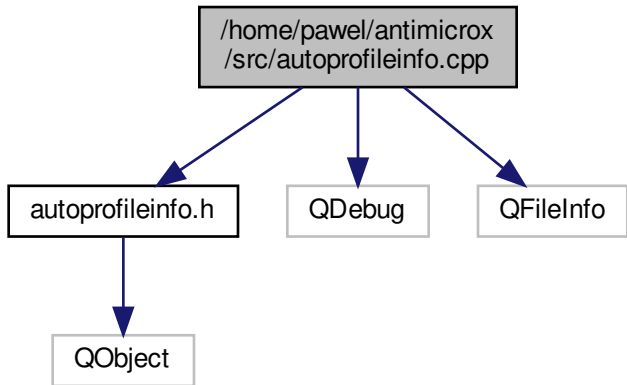 /home/pawel/antimicrox
/src/autoprofileinfo.cpp
autoprofileinfo.h
QDebug
QFileInfo
QObject